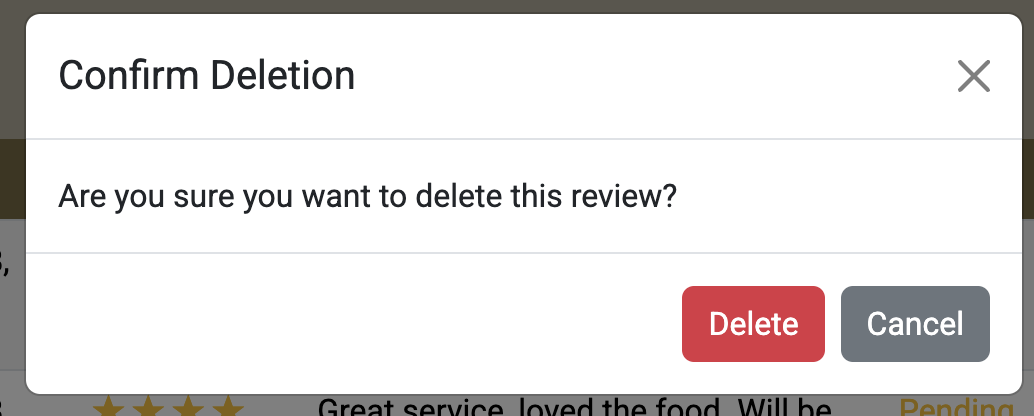 Confirm Deletion
Are you sure you want to delete this review?
Delete Cancel
Great service, loved the food. Will be Pending